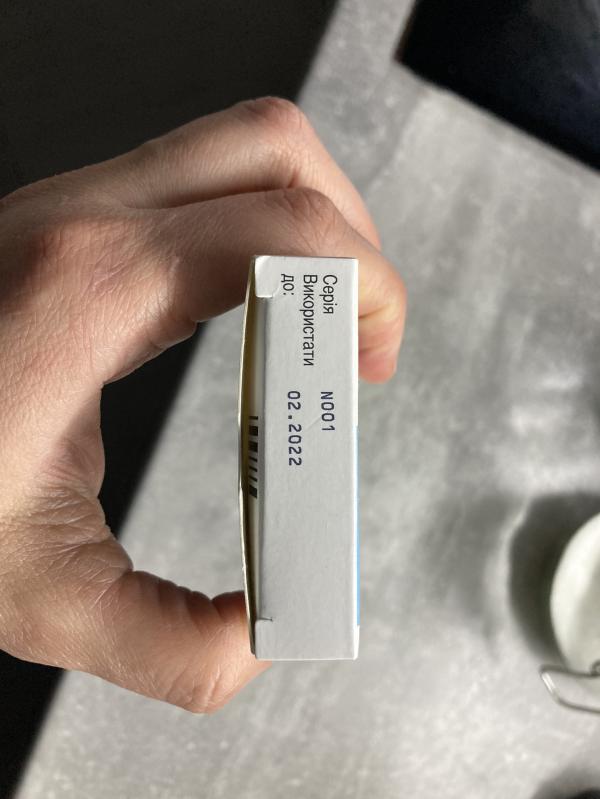 Серія N001
Використати
до: 02.2022